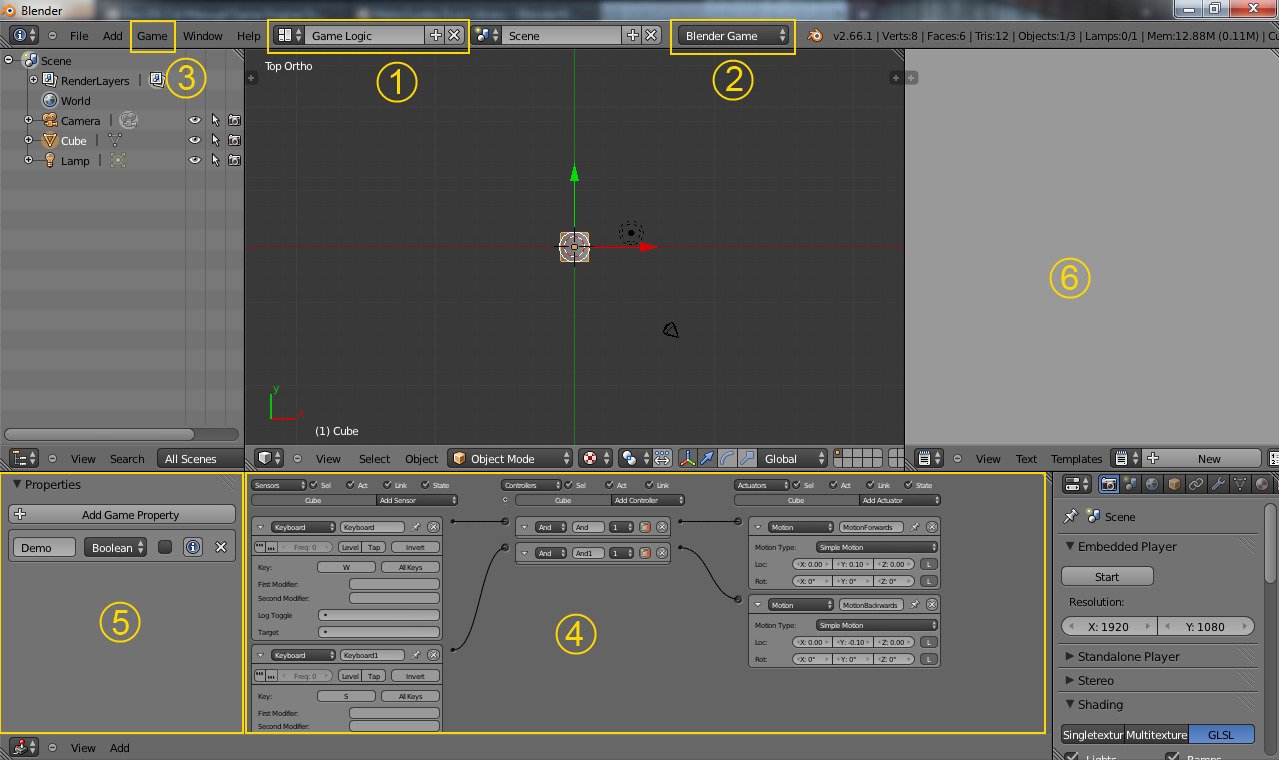 Blender
File Add Game Window Help Game Logic Scene Blender Game v2.66.1 | Verts:8 | Faces:6 | Tris:12 | Objects:1/3 | Lamps:0/1 | Mem:12.88M (0.11M) | Cu
3
1
2
Scene
RenderLayers |
World
Camera |
Cube |
Lamp |
Top Ortho
y
x
(1) Cube
6
View Search All Scenes
View Select Object Object Mode Global
View Text Templates New
Properties
Add Game Property
Demo Boolean
5
Sensors Sel Act Link State
Cube Add Sensor
Keyboard Keyboard
Freq: 0 Level Tap Invert
Key: W All Keys
First Modifier:
Second Modifier:
Log Toggle
Target
Keyboard Keyboard1
Freq: 0 Level Tap Invert
Key: S All Keys
First Modifier:
Second Modifier:
Controllers Sel Act Link
Cube Add Controller
And And 1
And And1 1
4
Actuators Sel Act Link State
Cube Add Actuator
Motion MotionForwards
Motion Type: Simple Motion
Loc: X: 0.00 Y: 0.10 Z: 0.00 L
Rot: X: 0° Y: 0° Z: 0° L
Motion MotionBackwards
Motion Type: Simple Motion
Loc: X: 0.00 Y: -0.10 Z: 0.00 L
Rot: X: 0° Y: 0° Z: 0° L
Scene
Embedded Player
Start
Resolution:
X: 1920 Y: 1080
Standalone Player
Stereo
Shading
Singletextur Multitexture GLSL
Lights Ramps
View Add